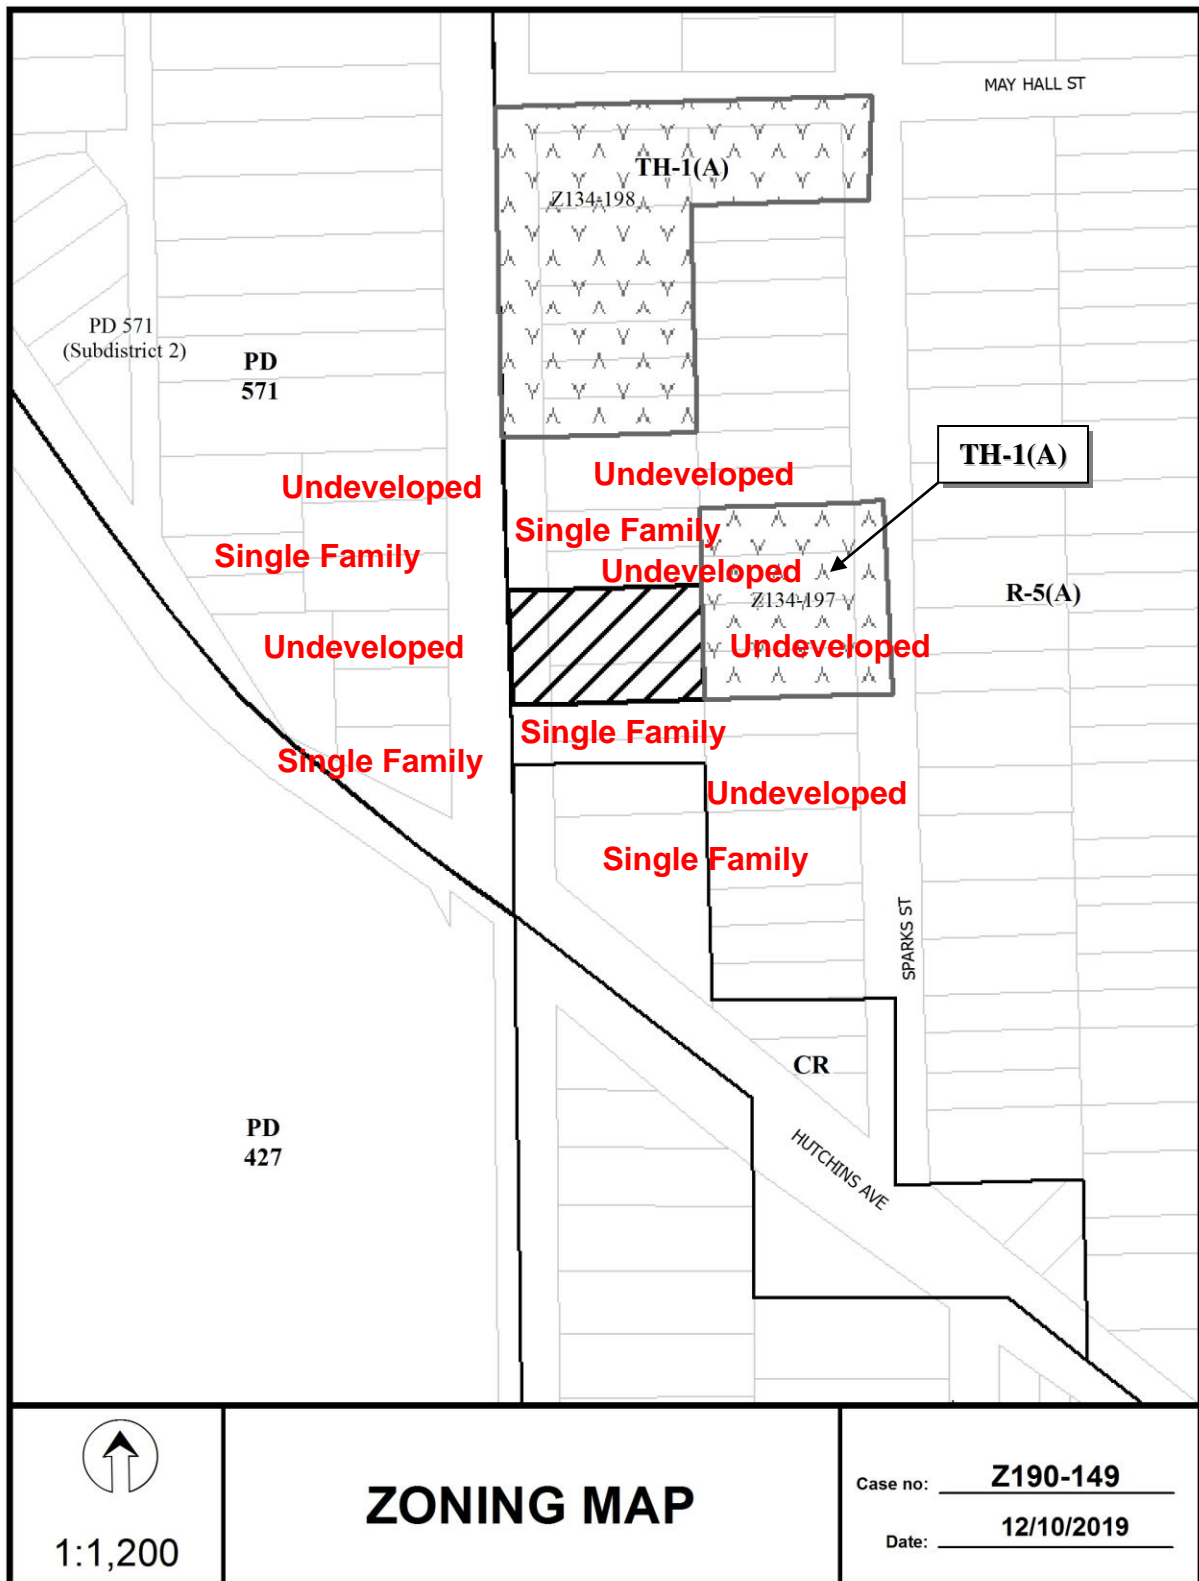 MAY HALL ST
TH-1(A)
Z134-198
PD 571
(Subdistrict 2)
PD
571
TH-1(A)
Undeveloped
Undeveloped
Single Family
Single Family
Undeveloped
Z134-197
R-5(A)
Undeveloped
Undeveloped
Single Family
Single Family
Undeveloped
Single Family
SPARKS ST
CR
PD
427
HUTCHINS AVE
1:1,200
ZONING MAP
Case no: Z190-149
Date: 12/10/2019